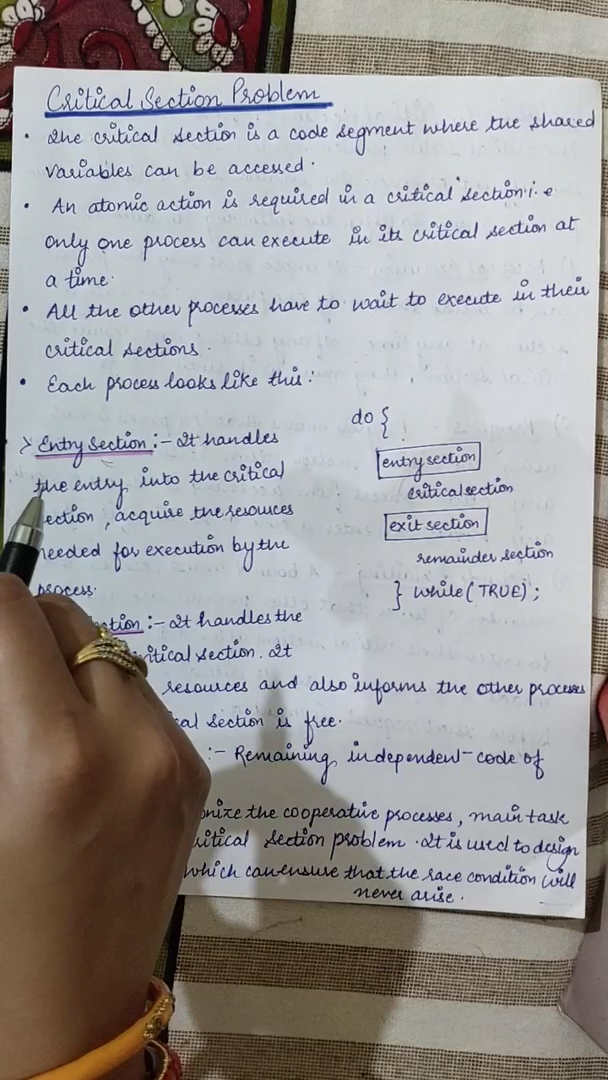 Critical Section Problem
• The critical section is a code segment where the shared
variables can be accessed.
• An atomic action is required in a critical section i.e
only one process can execute in its critical section at
a time.
• All the other processes have to wait to execute in their
critical sections.
• Each process looks like this:
do {
entry section
critical section
exit section
remainder section
} while (TRUE);
> Entry Section :- It handles
the entry into the critical
section, acquire the resouces
needed for execution by the
process.
ction :- It handles the
critical section. It
resources and also informs the other processes
cal section is free.
:- Remaining independent code of
onize the cooperative processes, main task
critical section problem. It is used to design
which can ensure that the race condition will
never arise.